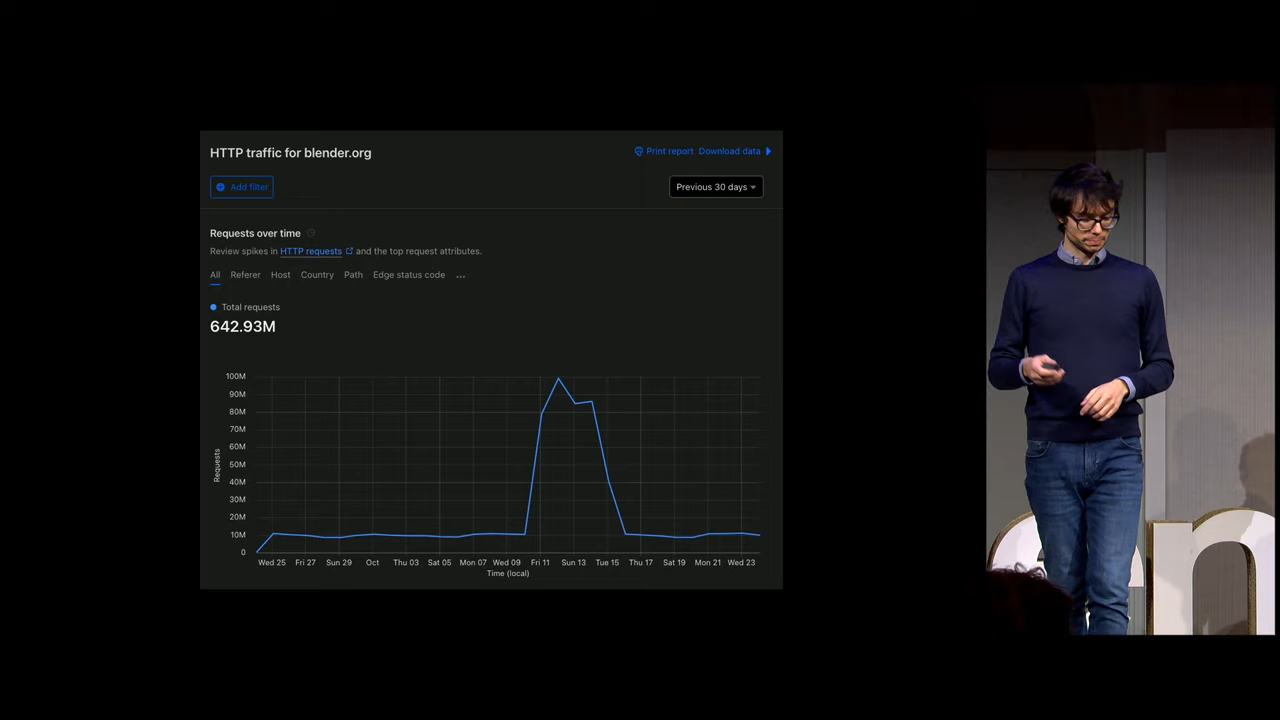 HTTP traffic for blender.org
Print report Download data
Add filter
Previous 30 days
Requests over time
Review spikes in HTTP requests and the top request attributes.
All Referer Host Country Path Edge status code ...
Total requests
642.93M
100M
90M
80M
70M
60M
50M
40M
30M
20M
10M
0
Requests
Wed 25 Fri 27 Sun 29 Oct Thu 03 Sat 05 Mon 07 Wed 09 Fri 11 Sun 13 Tue 15 Thu 17 Sat 19 Mon 21 Wed 23
Time (local)
en